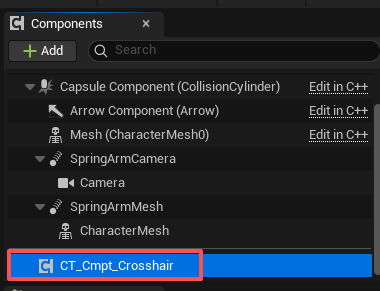 Components
Add
Search
Capsule Component (CollisionCylinder) Edit in C++
Arrow Component (Arrow) Edit in C++
Mesh (CharacterMesh0) Edit in C++
SpringArmCamera
Camera
SpringArmMesh
CharacterMesh
CT_Cmpt_Crosshair